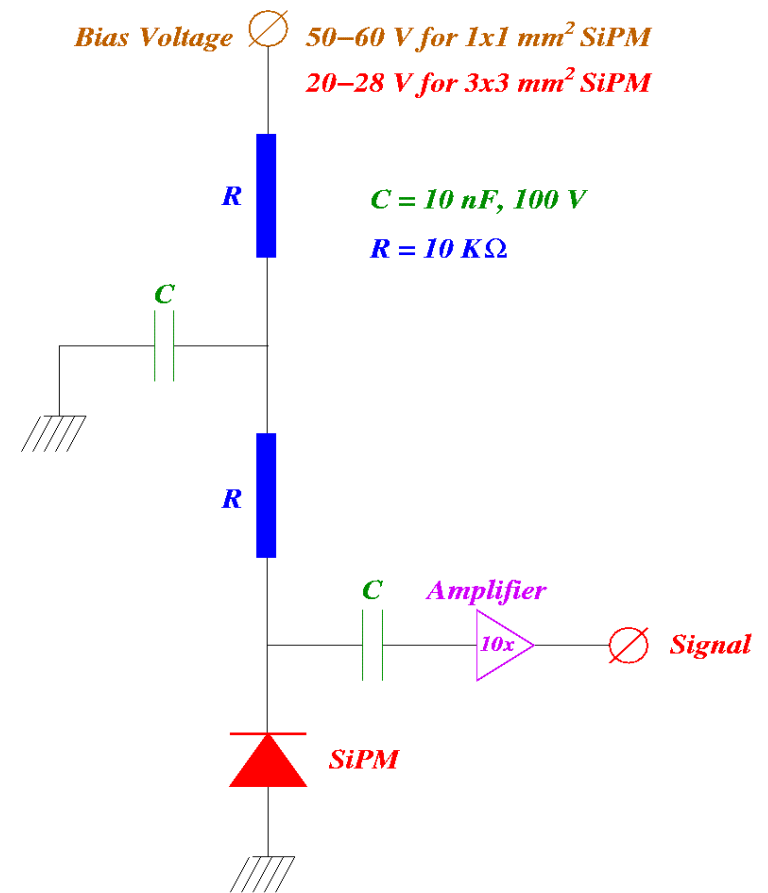 Bias Voltage
50−60 V for 1x1 mm² SiPM
20−28 V for 3x3 mm² SiPM
R
C = 10 nF, 100 V
R = 10 KΩ
C
R
C
Amplifier
10x
Signal
SiPM